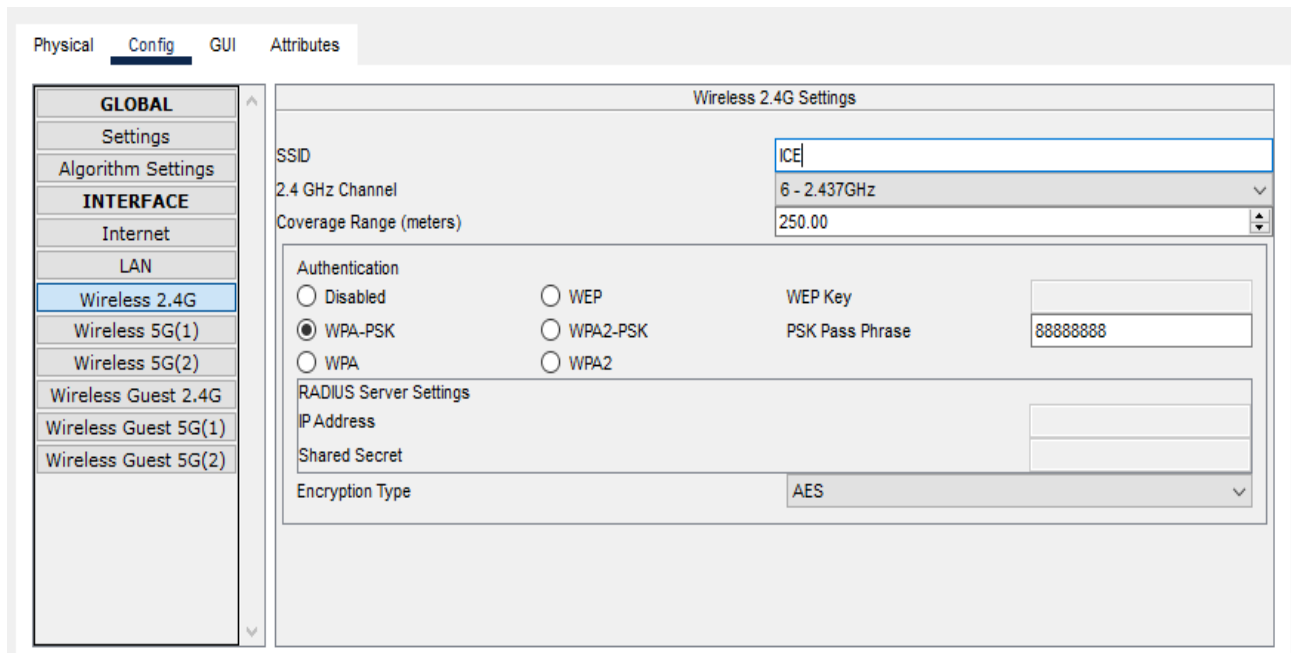 Physical Config GUI Attributes
GLOBAL
Settings
Algorithm Settings
INTERFACE
Internet
LAN
Wireless 2.4G
Wireless 5G(1)
Wireless 5G(2)
Wireless Guest 2.4G
Wireless Guest 5G(1)
Wireless Guest 5G(2)
Wireless 2.4G Settings
SSID ICE
2.4 GHz Channel 6 - 2.437GHz
Coverage Range (meters) 250.00
Authentication
Disabled WEP WEP Key
WPA-PSK WPA2-PSK PSK Pass Phrase 88888888
WPA WPA2
RADIUS Server Settings
IP Address
Shared Secret
Encryption Type AES